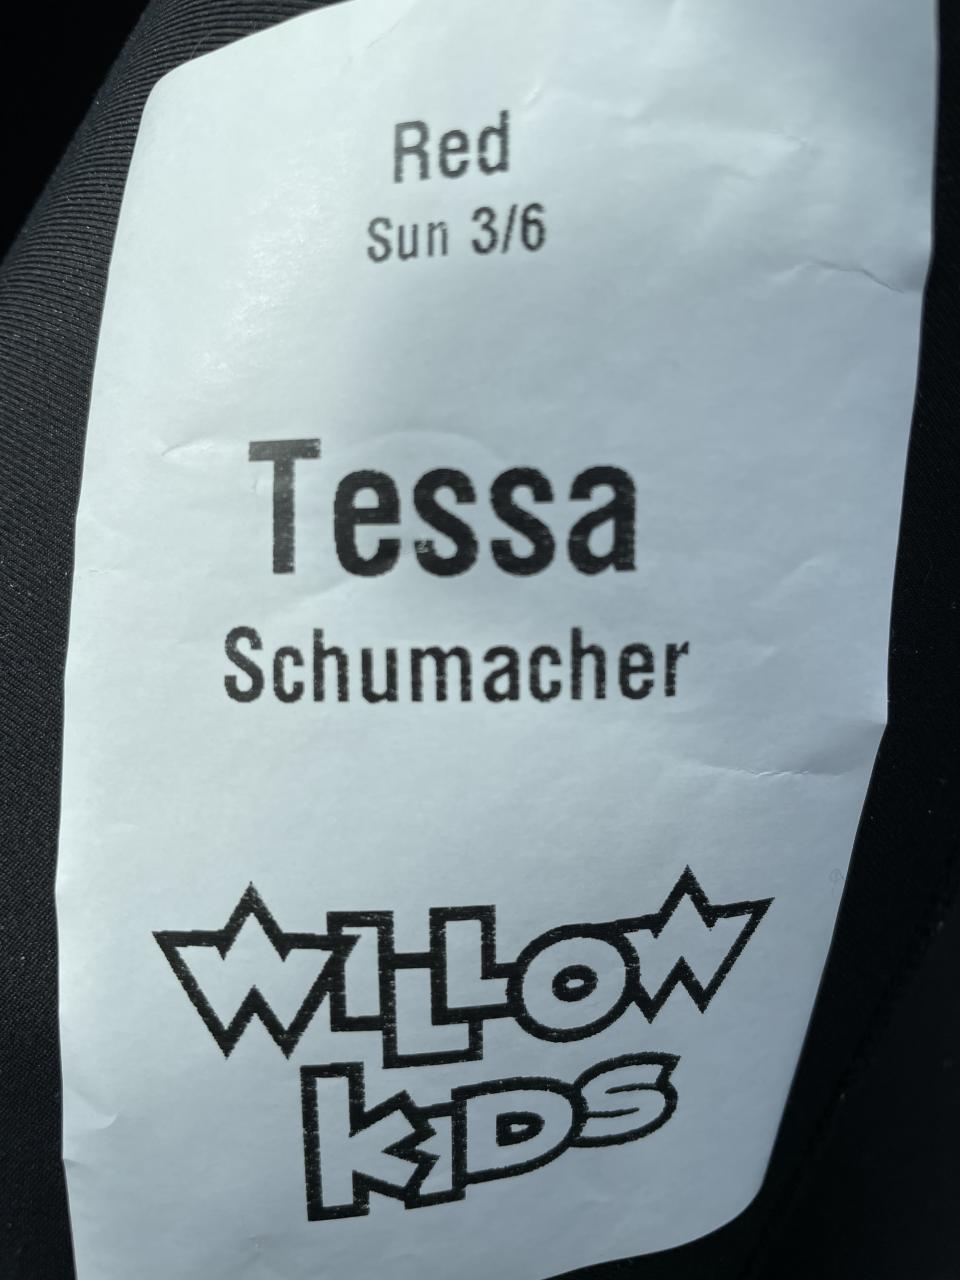 Red
Sun 3/6
Tessa
Schumacher
WILLOW
KIDS